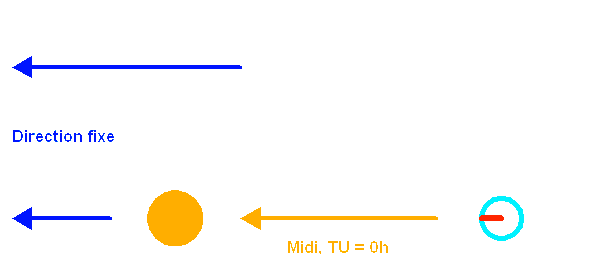 Direction fixe
Midi, TU = 0h